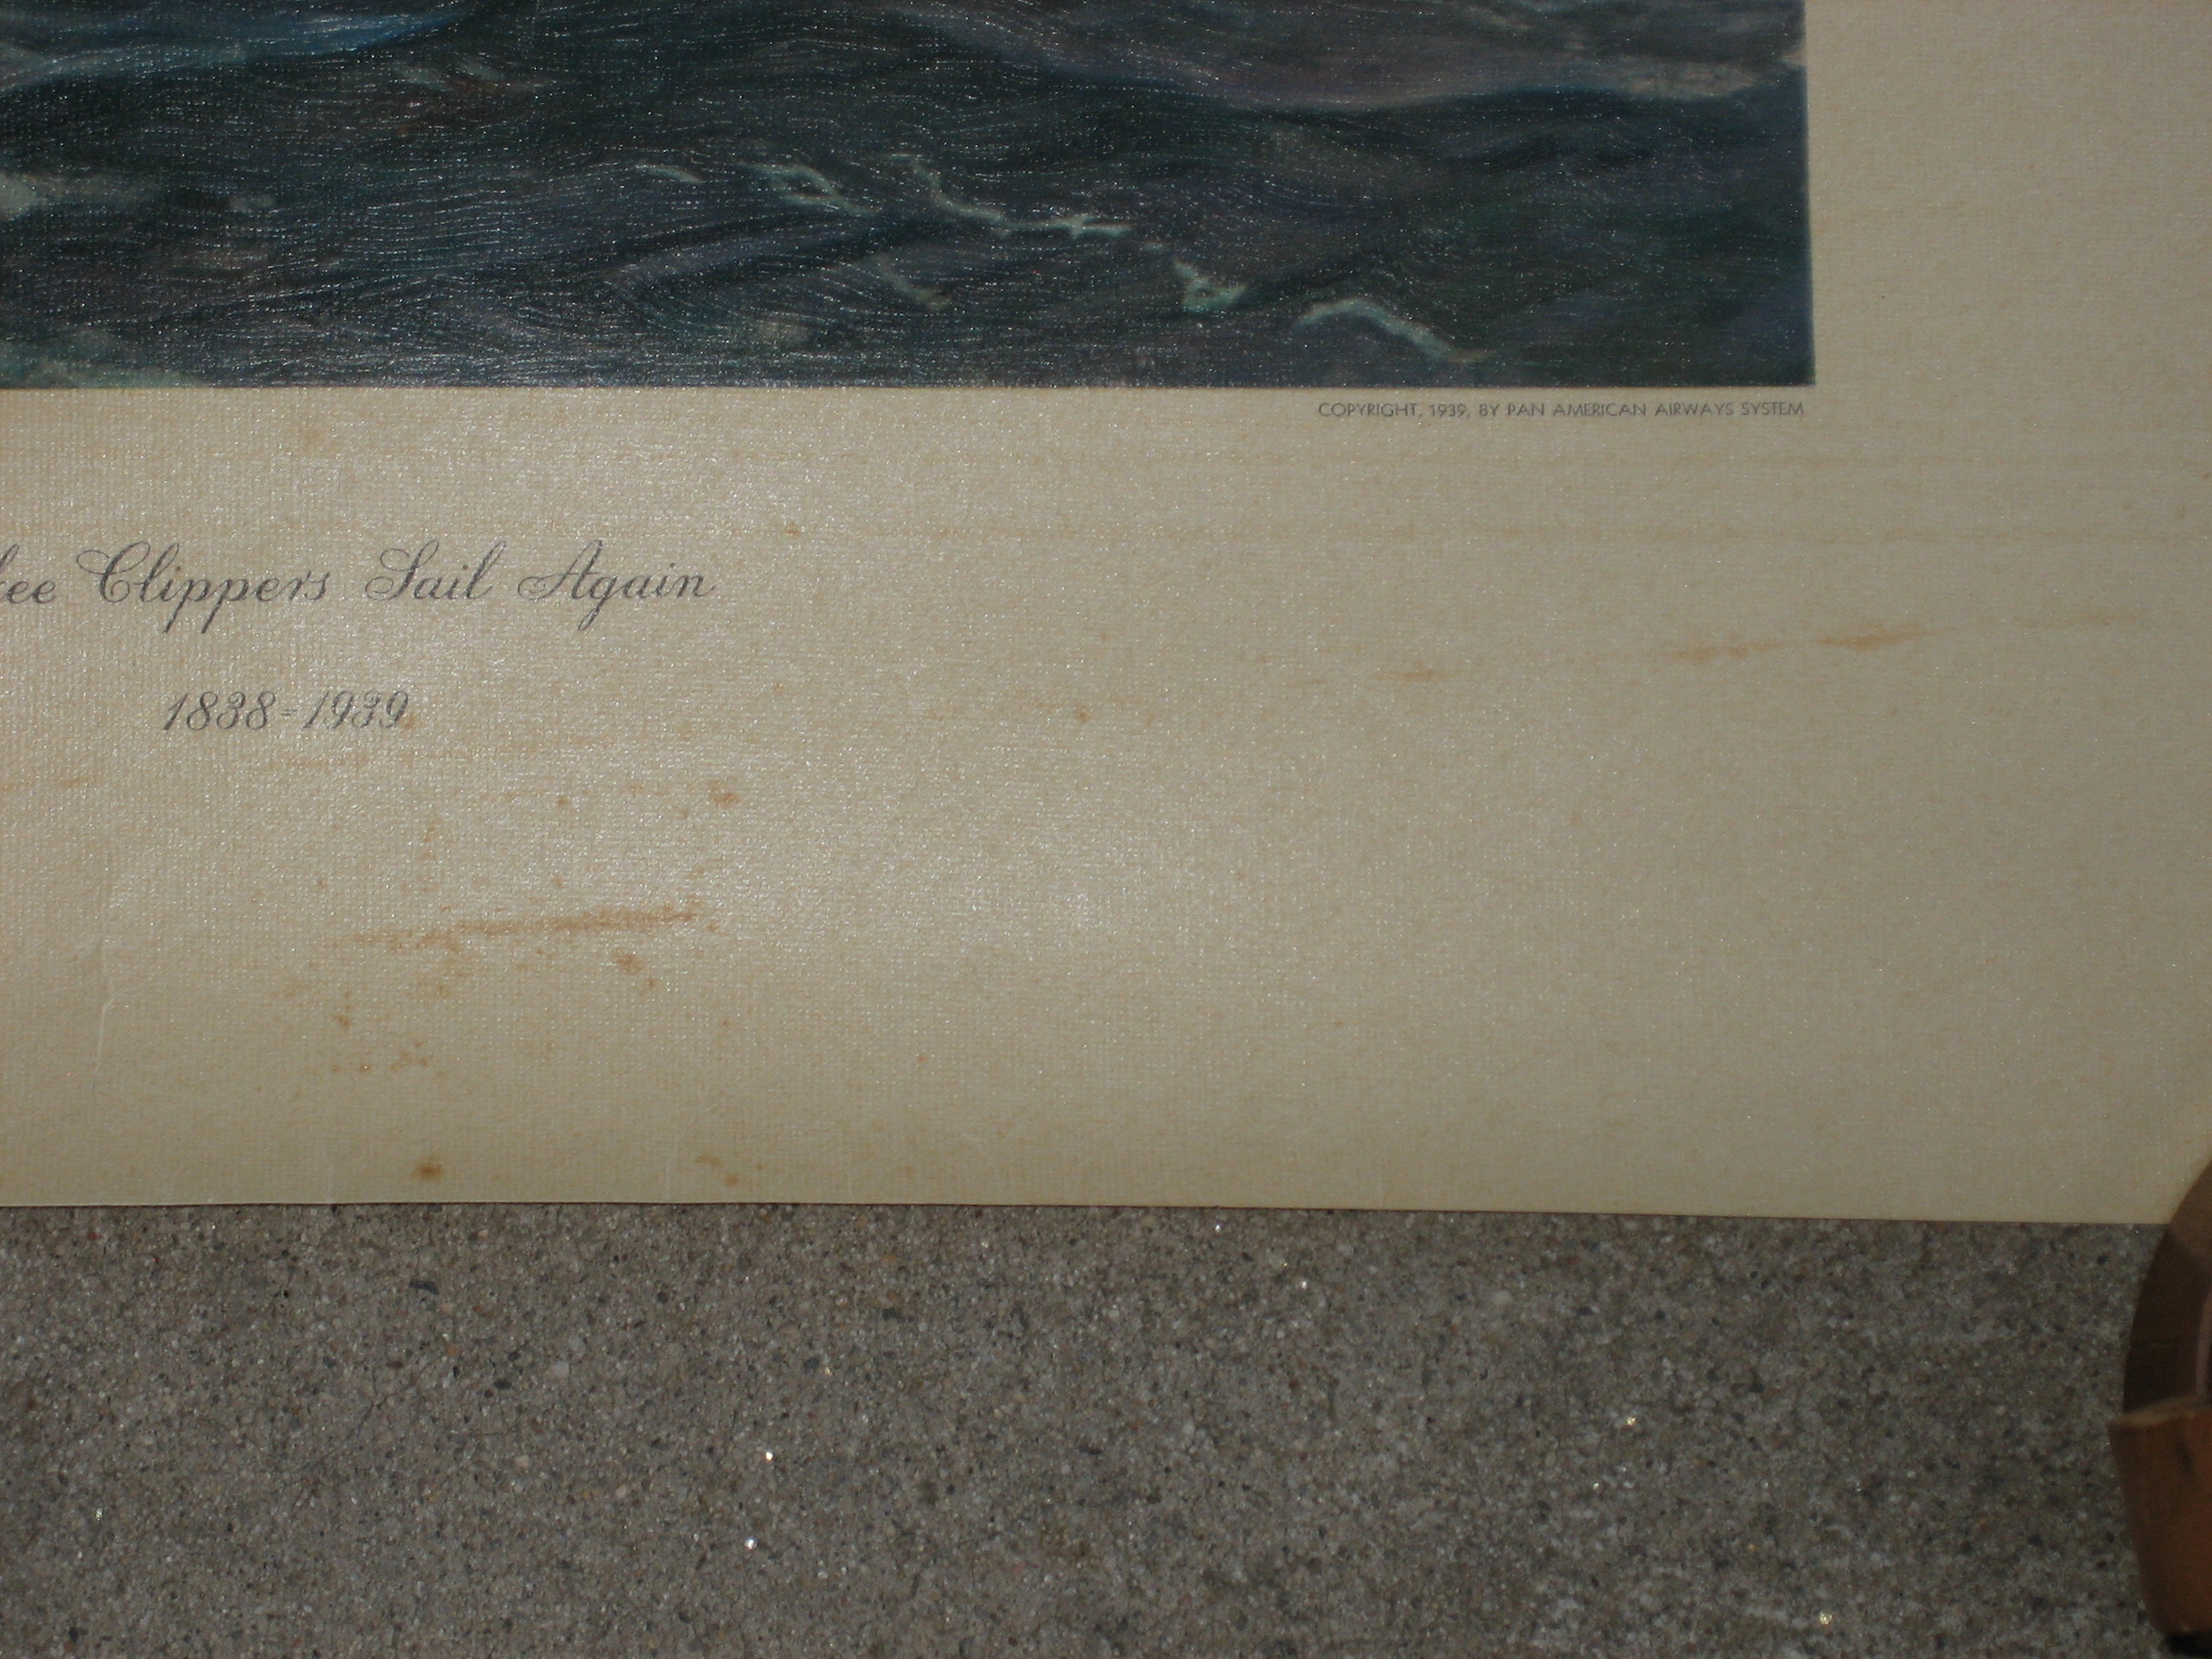 COPYRIGHT, 1939, BY PAN AMERICAN AIRWAYS SYSTEM
kee Clippers Sail Again
1838-1939